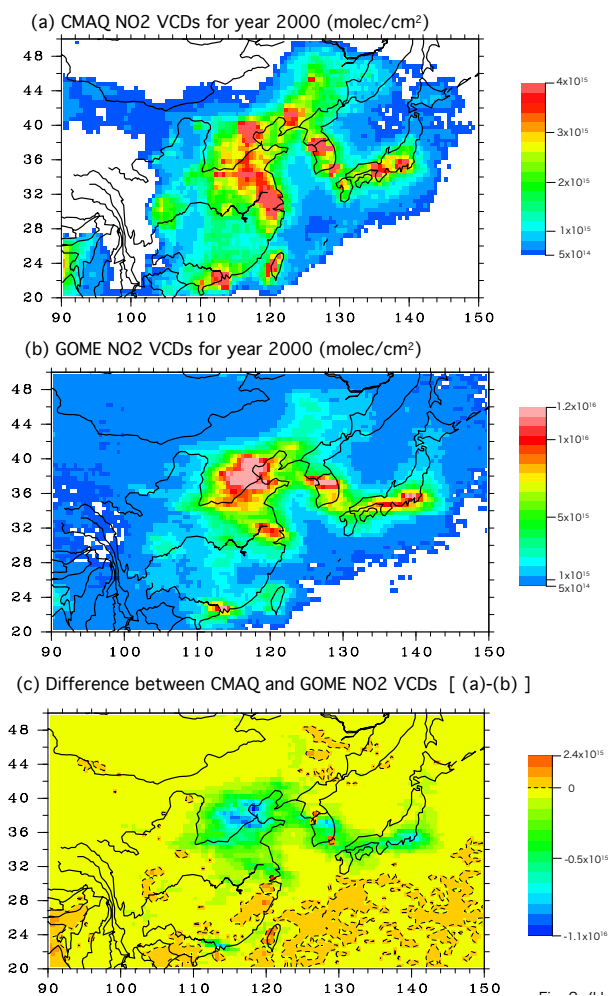 (a) CMAQ NO2 VCDs for year 2000 (molec/cm²)
48
44
40
36
32
28
24
20
90 100 110 120 130 140 150
4x10¹⁵
3x10¹⁵
2x10¹⁵
1x10¹⁵
5x10¹⁴
(b) GOME NO2 VCDs for year 2000 (molec/cm²)
48
44
40
36
32
28
24
20
90 100 110 120 130 140 150
1.2x10¹⁶
1x10¹⁶
5x10¹⁵
1x10¹⁵
5x10¹⁴
(c) Difference between CMAQ and GOME NO2 VCDs [ (a)-(b) ]
48
44
40
36
32
28
24
20
90 100 110 120 130 140 150
2.4x10¹⁵
0
-0.5x10¹⁵
-1.1x10¹⁶